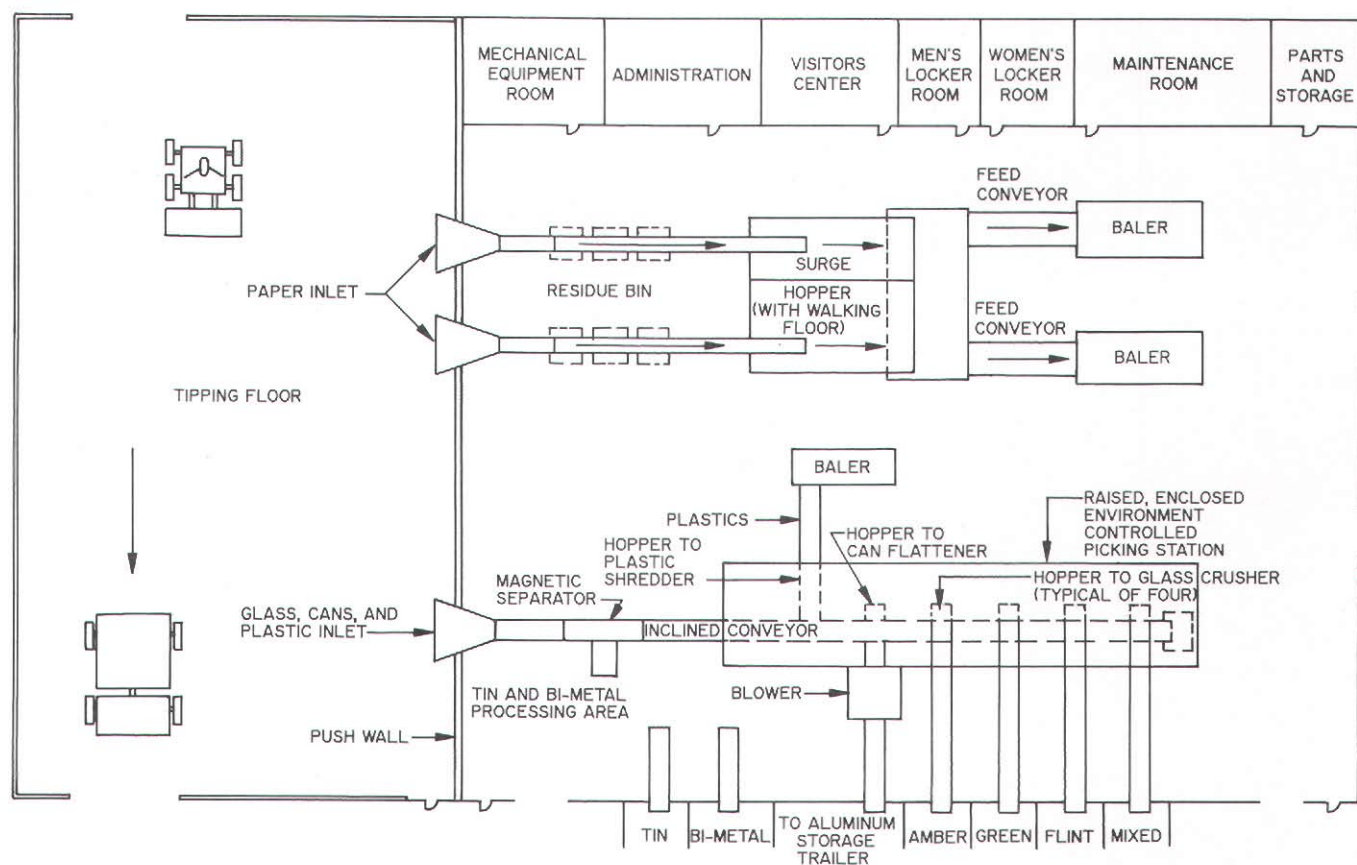 MECHANICAL
EQUIPMENT
ROOM
ADMINISTRATION
VISITORS
CENTER
MEN'S
LOCKER
ROOM
WOMEN'S
LOCKER
ROOM
MAINTENANCE
ROOM
PARTS
AND
STORAGE
FEED
CONVEYOR
BALER
SURGE
PAPER INLET
RESIDUE BIN
HOPPER
(WITH WALKING
FLOOR)
FEED
CONVEYOR
BALER
TIPPING FLOOR
BALER
PLASTICS
HOPPER TO
PLASTIC
SHREDDER
HOPPER TO
CAN FLATTENER
RAISED, ENCLOSED
ENVIRONMENT
CONTROLLED
PICKING STATION
MAGNETIC
SEPARATOR
HOPPER TO GLASS CRUSHER
(TYPICAL OF FOUR)
GLASS, CANS, AND
PLASTIC INLET
INCLINED CONVEYOR
TIN AND BI-METAL
PROCESSING AREA
BLOWER
PUSH WALL
TIN
BI-METAL
TO ALUMINUM
STORAGE
TRAILER
AMBER
GREEN
FLINT
MIXED